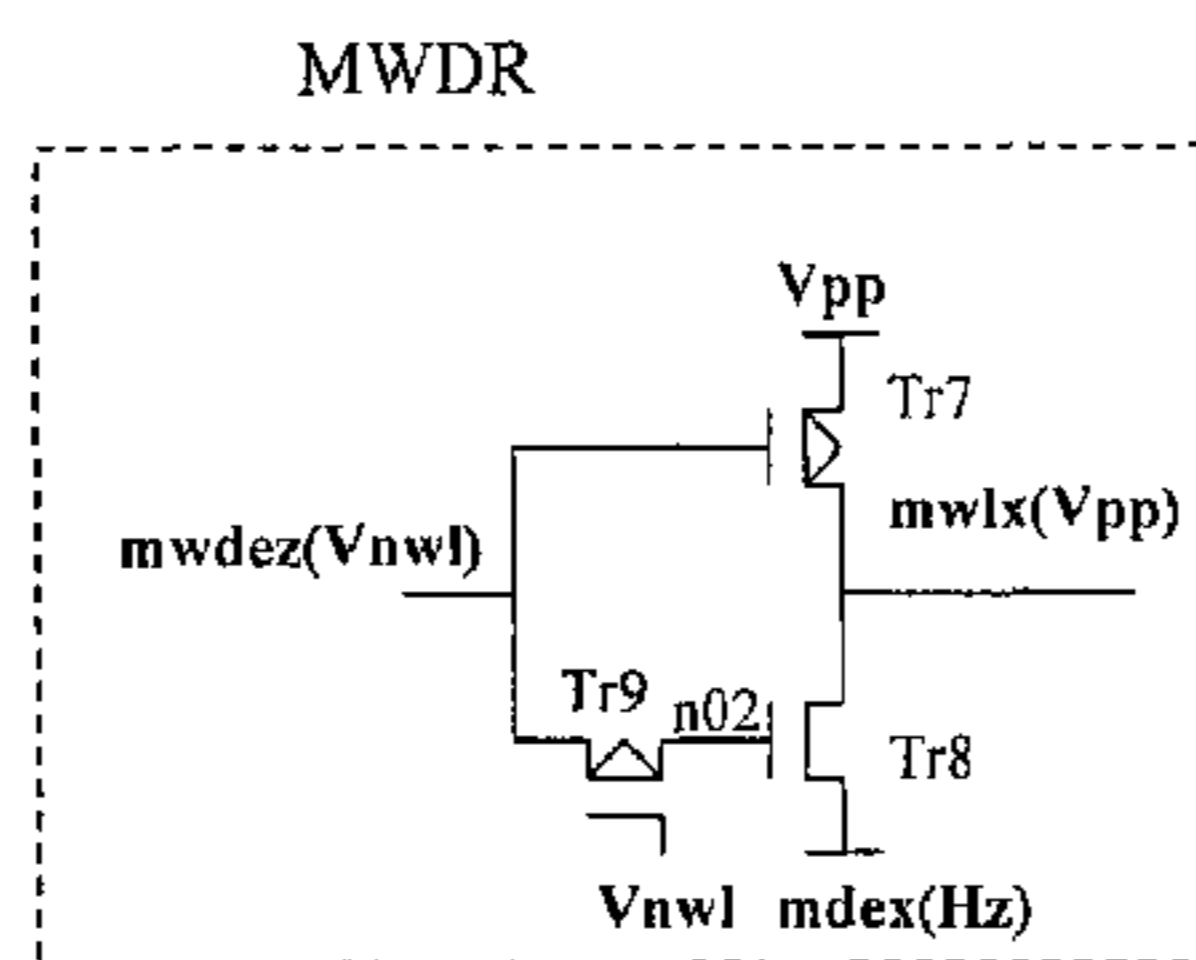 MWDR
Vpp
Tr7
mwlx(Vpp)
mwdez(Vnwl)
Tr9
n02
Tr8
Vnwl
mdex(Hz)